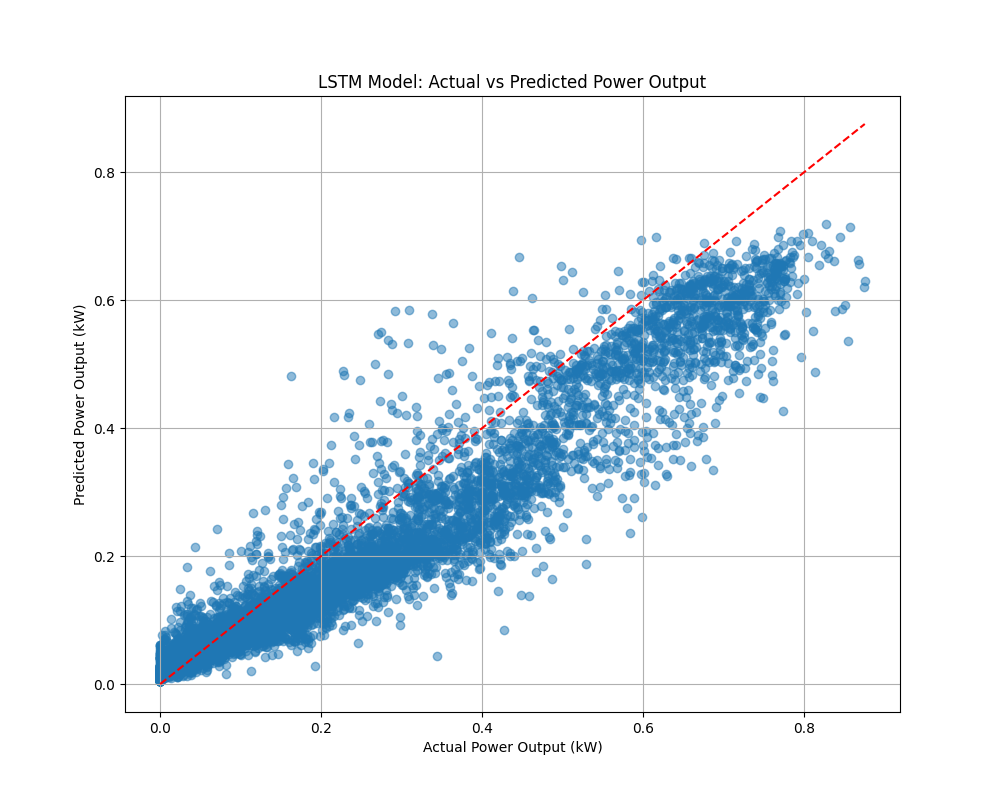 LSTM Model: Actual vs Predicted Power Output
Predicted Power Output (kW)
0.8
0.6
0.4
0.2
0.0
0.0 0.2 0.4 0.6 0.8
Actual Power Output (kW)